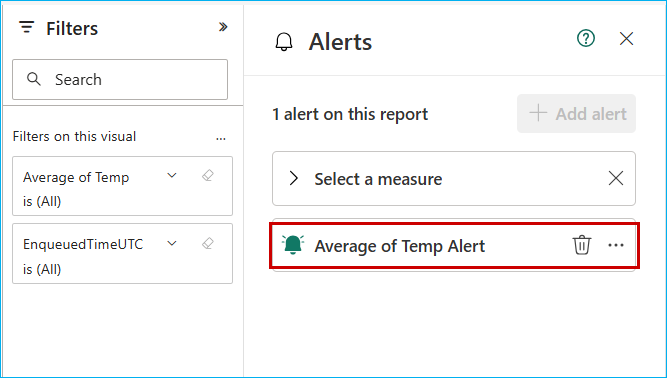 Filters
Search
Filters on this visual
...
Average of Temp
is (All)
EnqueuedTimeUTC
is (All)
Alerts
1 alert on this report
Add alert
Select a measure
Average of Temp Alert